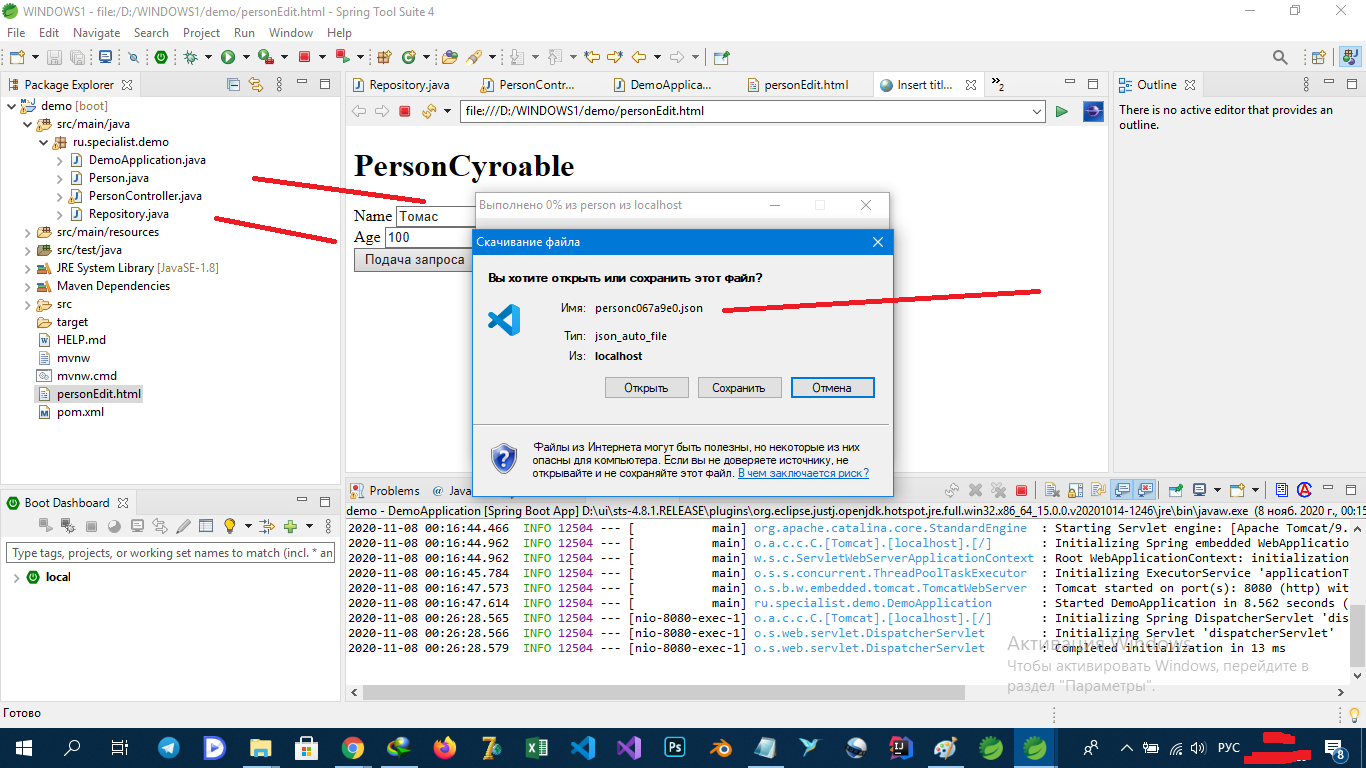 WINDOWS1 - file:/D:/WINDOWS1/demo/personEdit.html - Spring Tool Suite 4
File Edit Navigate Search Project Run Window Help
Package Explorer
demo [boot]
src/main/java
ru.specialist.demo
DemoApplication.java
Person.java
PersonController.java
Repository.java
src/main/resources
src/test/java
JRE System Library [JavaSE-1.8]
Maven Dependencies
src
target
HELP.md
mvnw
mvnw.cmd
personEdit.html
pom.xml
Repository.java PersonContr... DemoApplica... personEdit.html Insert titl... »2
file:///D:/WINDOWS1/demo/personEdit.html
PersonCyroable
Name Томас
Age 100
Подача запроса
Выполнено 0% из person из localhost
Скачивание файла
Вы хотите открыть или сохранить этот файл?
Имя: personc067a9e0.json
Тип: json_auto_file
Из: localhost
Открыть Сохранить Отмена
Файлы из Интернета могут быть полезны, но некоторые из них
опасны для компьютера. Если вы не доверяете источнику, не
открывайте и не сохраняйте этот файл. В чем заключается риск?
Outline
There is no active editor that provides an
outline.
Boot Dashboard
Type tags, projects, or working set names to match (incl. * an
local
Problems @ Java
demo - DemoApplication [Spring Boot App] D:\ui\sts-4.8.1.RELEASE\plugins\org.eclipse.justj.openjdk.hotspot.jre.full.win32.x86_64_15.0.0.v20201014-1246\jre\bin\javaw.exe (8 нояб. 2020 г., 00:15
2020-11-08 00:16:44.466 INFO 12504 --- [ main] org.apache.catalina.core.StandardEngine : Starting Servlet engine: [Apache Tomcat/9.
2020-11-08 00:16:44.962 INFO 12504 --- [ main] o.a.c.c.C.[Tomcat].[localhost].[/] : Initializing Spring embedded WebApplicatio
2020-11-08 00:16:44.962 INFO 12504 --- [ main] w.s.c.ServletWebServerApplicationContext : Root WebApplicationContext: initialization
2020-11-08 00:16:45.784 INFO 12504 --- [ main] o.s.s.concurrent.ThreadPoolTaskExecutor : Initializing ExecutorService 'applicationT
2020-11-08 00:16:47.573 INFO 12504 --- [ main] o.s.b.w.embedded.tomcat.TomcatWebServer : Tomcat started on port(s): 8080 (http) wit
2020-11-08 00:16:47.614 INFO 12504 --- [ main] ru.specialist.demo.DemoApplication : Started DemoApplication in 8.562 seconds (
2020-11-08 00:26:28.565 INFO 12504 --- [nio-8080-exec-1] o.a.c.c.C.[Tomcat].[localhost].[/] : Initializing Spring DispatcherServlet 'dis
2020-11-08 00:26:28.566 INFO 12504 --- [nio-8080-exec-1] o.s.web.servlet.DispatcherServlet : Initializing Servlet 'dispatcherServlet'
2020-11-08 00:26:28.579 INFO 12504 --- [nio-8080-exec-1] o.s.web.servlet.DispatcherServlet : Completed initialization in 13 ms
Активация Windows
Чтобы активировать Windows, перейдите в
раздел "Параметры".
Готово
РУС
8